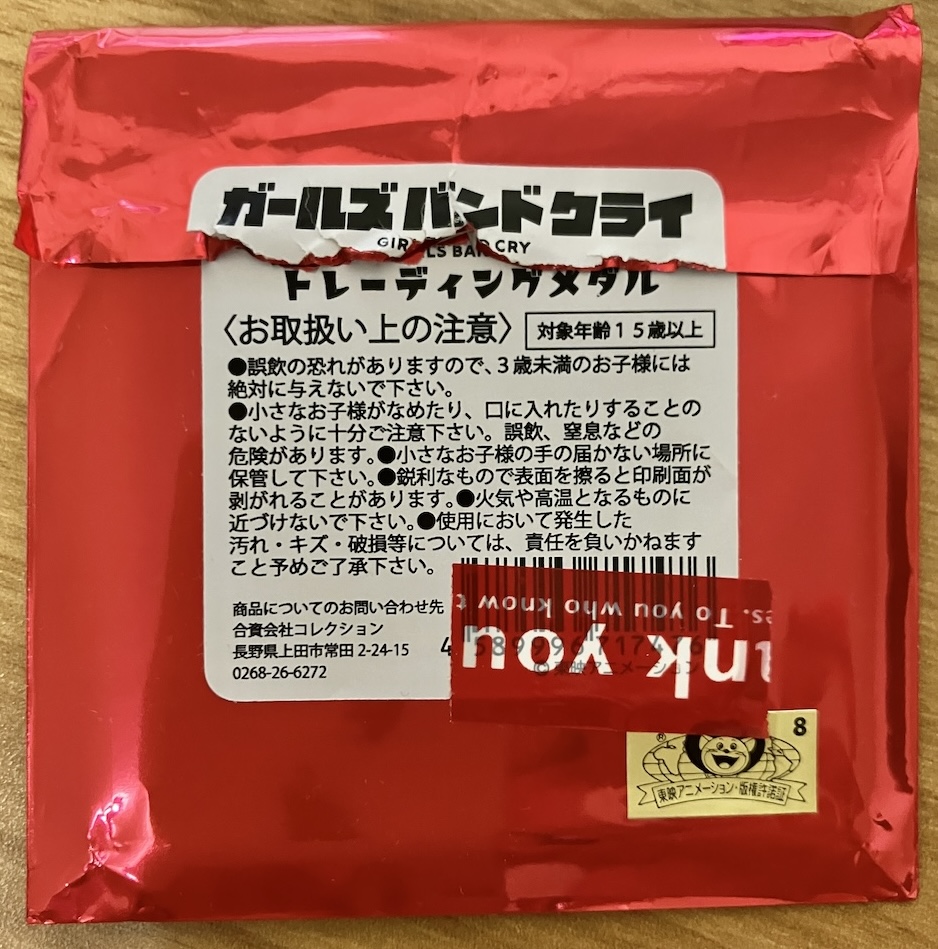 ガールズバンドクライ
GIRLS BAND CRY
トレーディングメダル
〈お取扱い上の注意〉 対象年齢15歳以上
●誤飲の恐れがありますので、3歳未満のお子様には
絶対に与えないで下さい。
●小さなお子様がなめたり、口に入れたりすることの
ないように十分ご注意下さい。誤飲、窒息などの
危険があります。●小さなお子様の手の届かない場所に
保管して下さい。●鋭利なもので表面を擦ると印刷面が
剥がれることがあります。●火気や高温となるものに
近づけないで下さい。●使用において発生した
汚れ・キズ・破損等については、責任を負いかねます
こと予めご了承下さい。
商品についてのお問い合わせ先
合資会社コレクション
長野県上田市常田 2-24-15
0268-26-6272
es. To you who know t
ank you
4 589996 717476
©東映アニメーション
8
®
東映アニメーション・版権許諾証